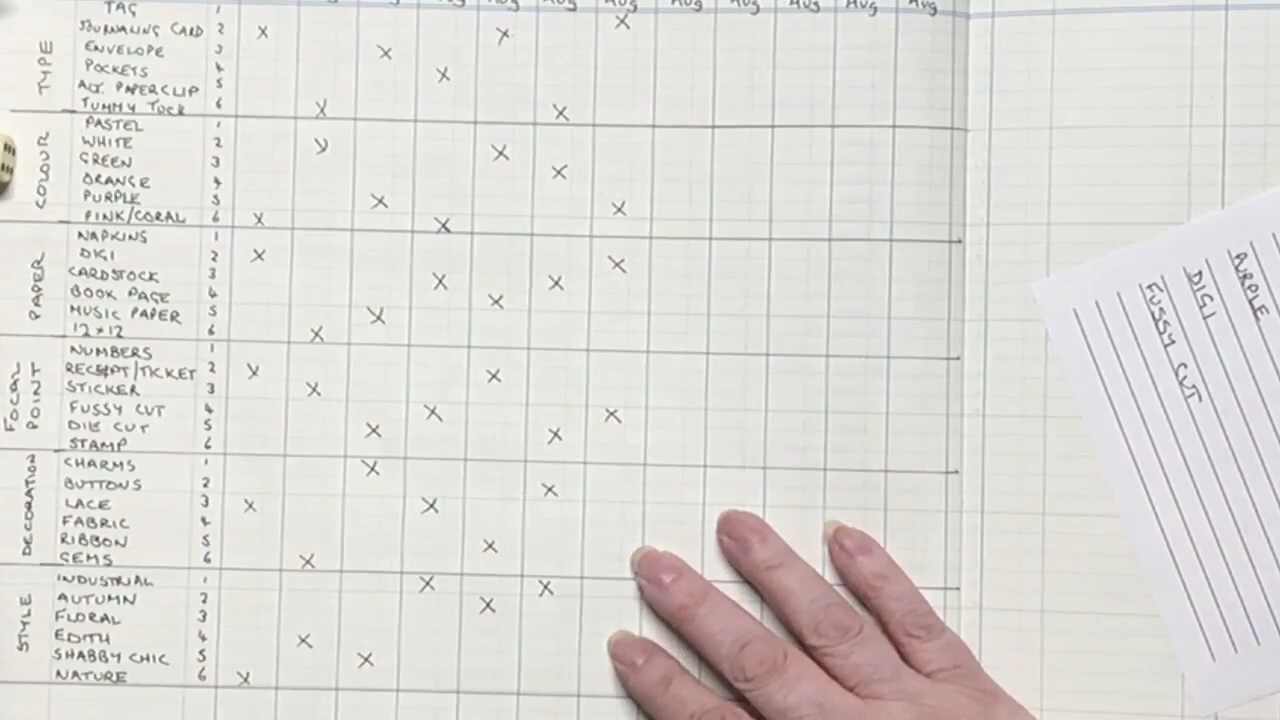 Aug Aug Aug Aug Aug Aug Aug Aug Aug
TYPE
TAG 1
JOURNALING CARD 2 X X X
ENVELOPE 3 X
POCKETS 4 X
ALT. PAPERCLIP 5
TUMMY TUCK 6 X X
COLOUR
PASTEL 1
WHITE 2 X X
GREEN 3 X
ORANGE 4
PURPLE 5 X X
PINK/CORAL 6 X X
PAPER
NAPKINS 1
DIGI 2 X X
CARDSTOCK 3 X X
BOOK PAGE 4 X
MUSIC PAPER 5 X
12x12 6 X
FOCAL POINT
NUMBERS 1
RECEIPT/TICKET 2 X X
STICKER 3 X
FUSSY CUT 4 X X
DIE CUT 5 X X
STAMP 6
DECORATION
CHARMS 1 X
BUTTONS 2 X
LACE 3 X X
FABRIC 4
RIBBON 5 X
GEMS 6 X
STYLE
INDUSTRIAL 1 X X
AUTUMN 2 X
FLORAL 3
EDITH 4 X
SHABBY CHIC 5 X
NATURE 6 X
PURPLE
DIGI
FUSSY CUT